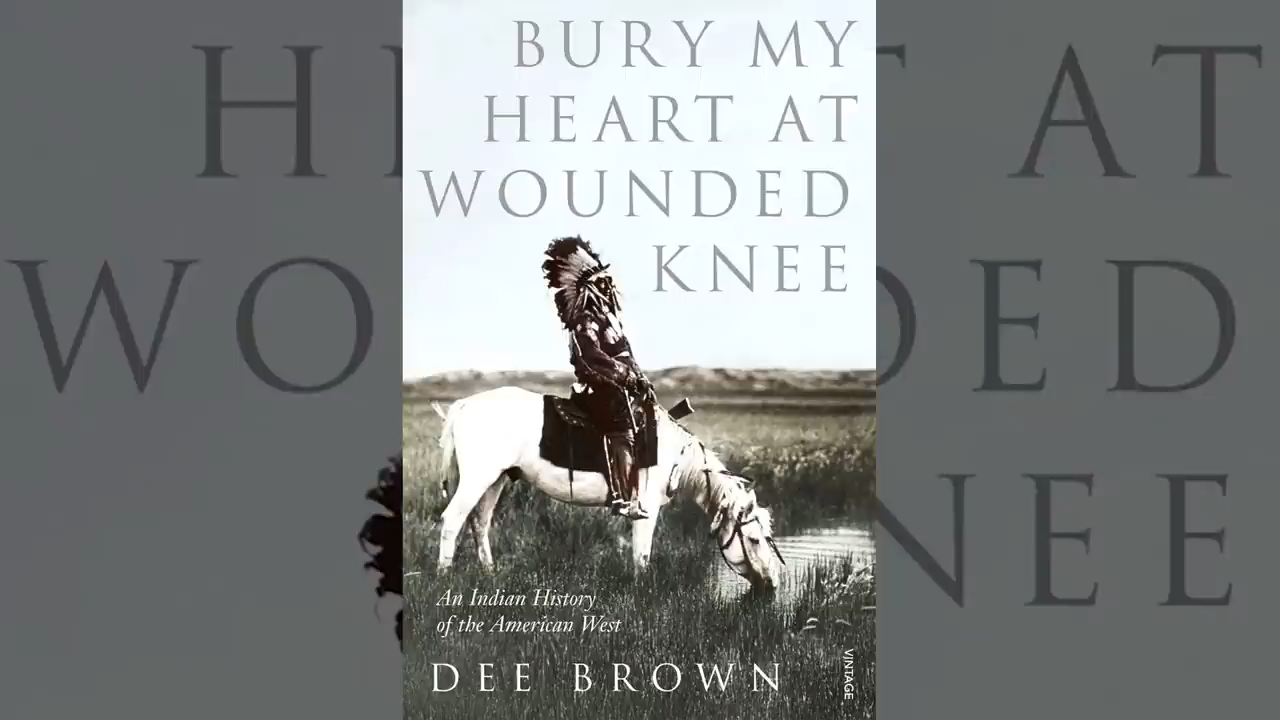 BURY MY
HEART AT
WOUNDED
KNEE
An Indian History
of the American West
DEE BROWN
VINTAGE